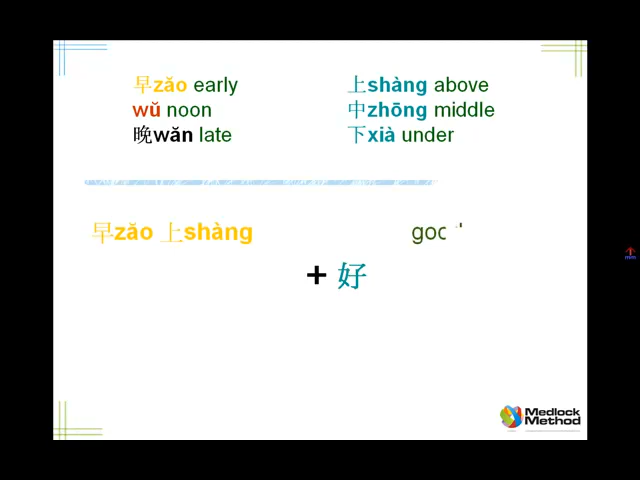 早zǎo early
wǔ noon
晚wǎn late
上shàng above
中zhōng middle
下xià under
早zǎo 上shàng
+ 好
Medlock
Method